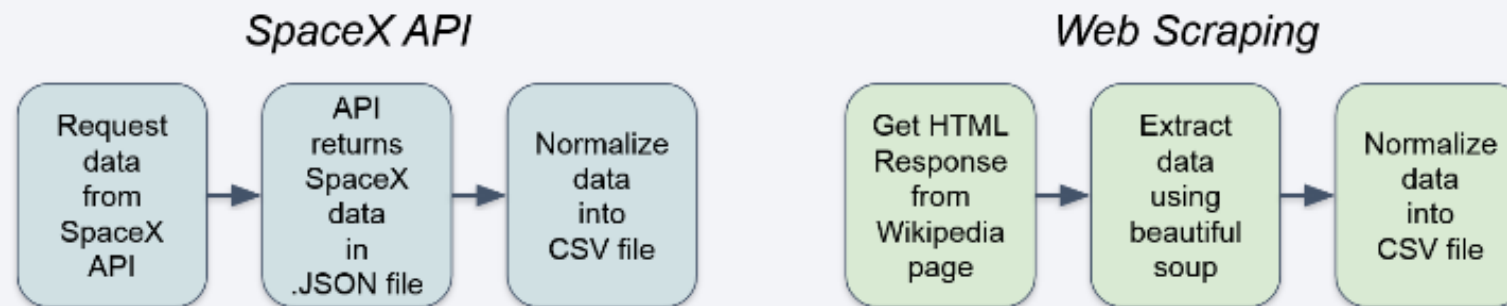 SpaceX API
Request
data
from
SpaceX
API
API
returns
SpaceX
data
in
.JSON file
Normalize
data
into
CSV file
Web Scraping
Get HTML
Response
from
Wikipedia
page
Extract
data
using
beautiful
soup
Normalize
data
into
CSV file